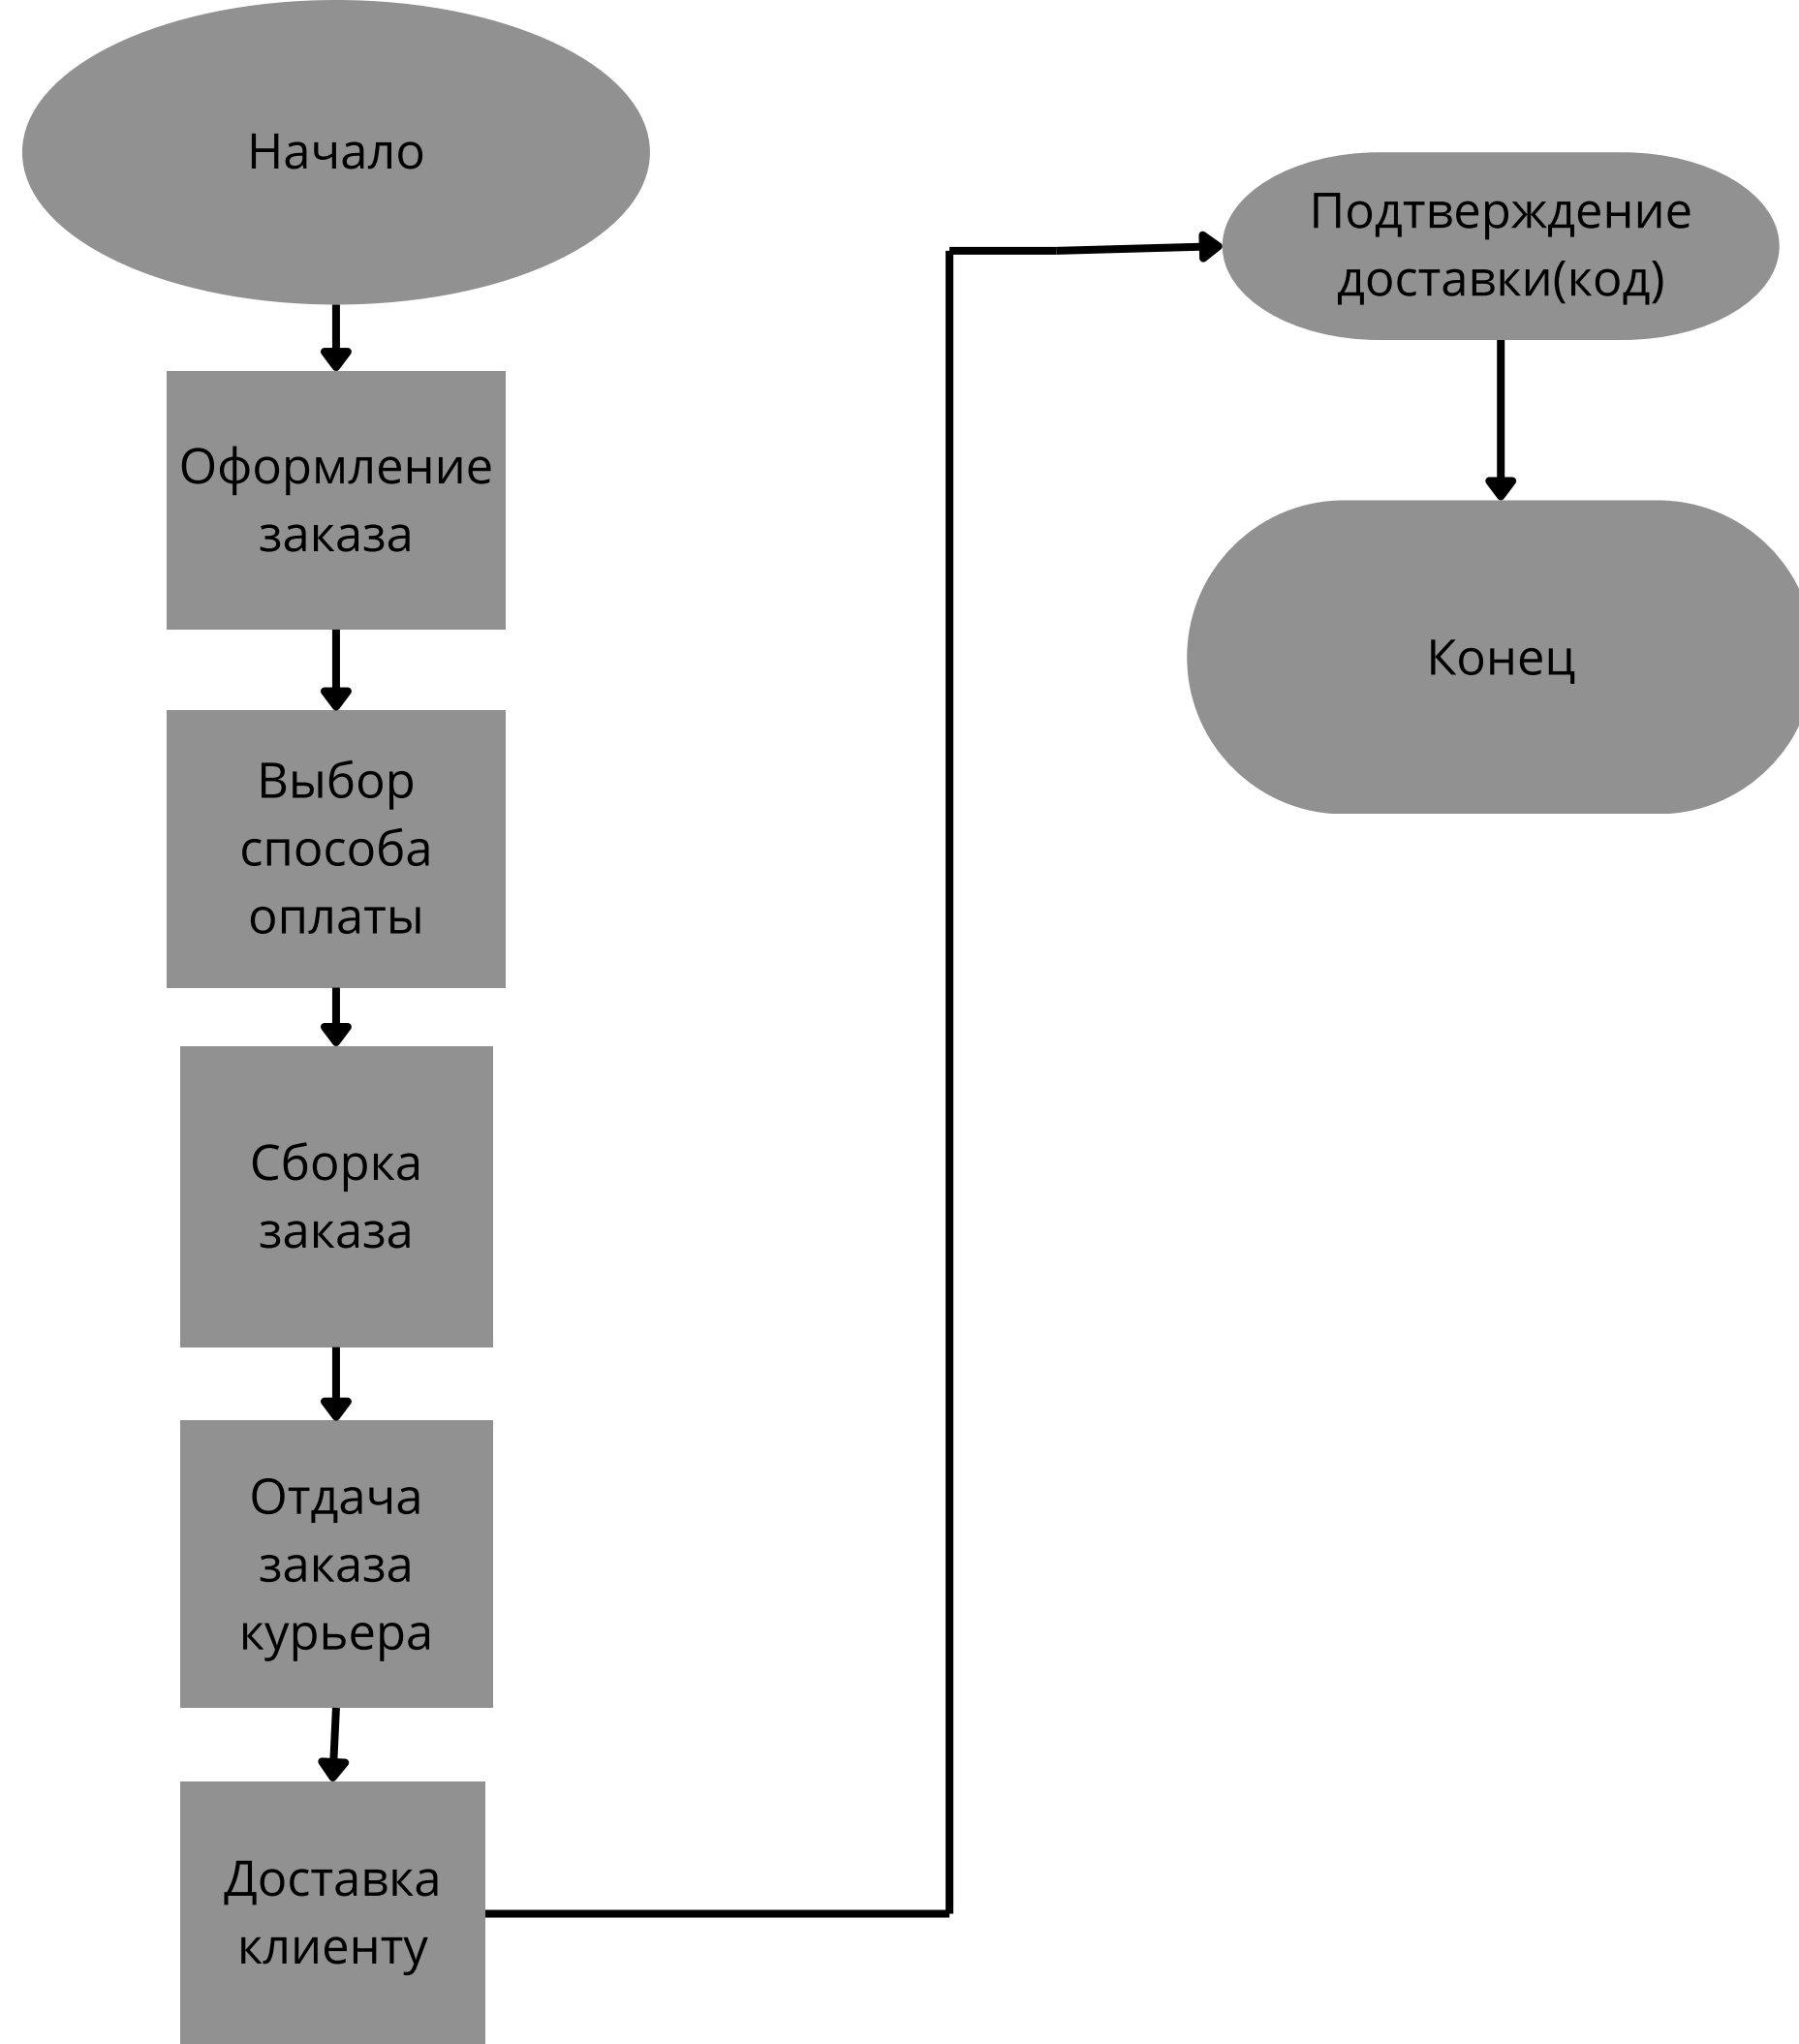 Начало
Оформление
заказа
Выбор
способа
оплаты
Сборка
заказа
Отдача
заказа
курьера
Доставка
клиенту
Подтверждение
доставки(код)
Конец